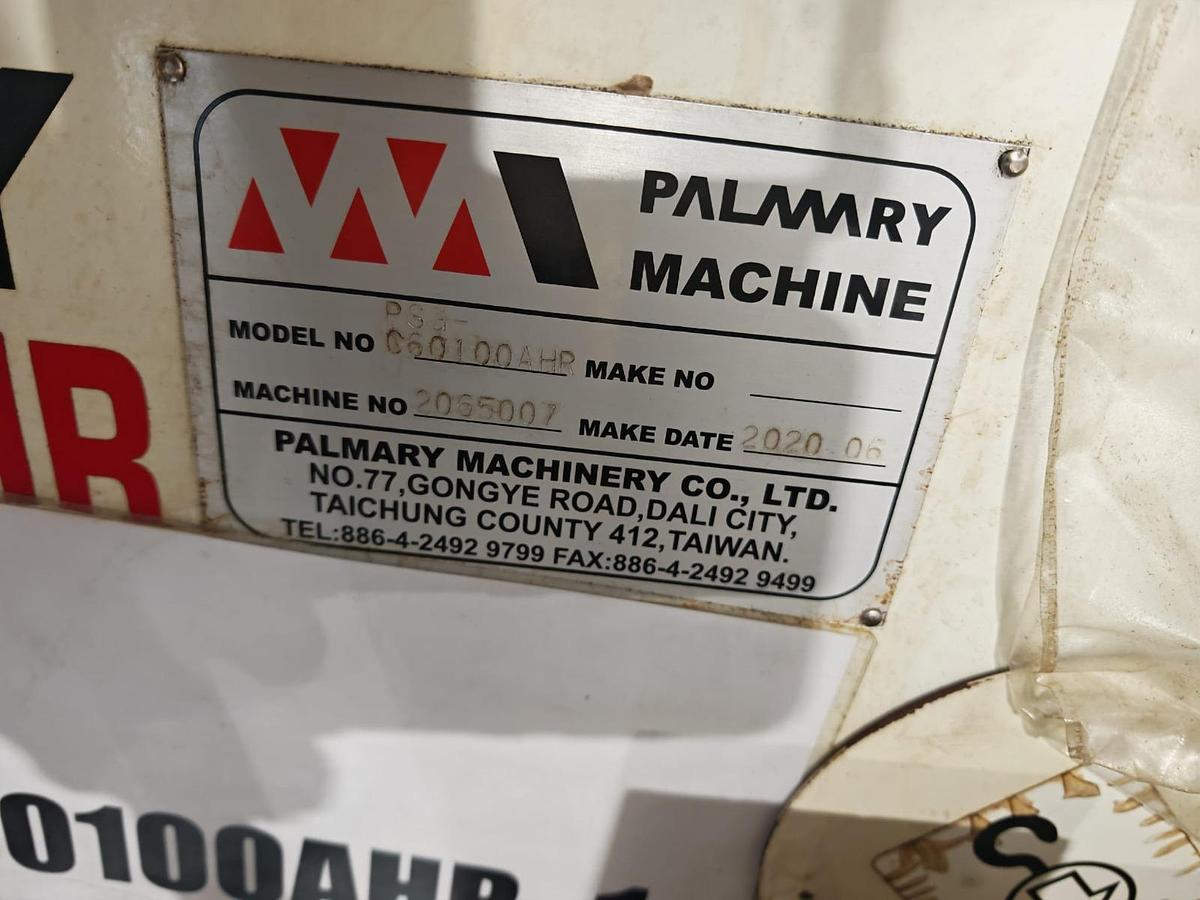 PALMARY
MACHINE
PSG-
MODEL NO C60100AHR MAKE NO
MACHINE NO 2065007 MAKE DATE 2020.06
PALMARY MACHINERY CO., LTD.
NO.77,GONGYE ROAD,DALI CITY,
TAICHUNG COUNTY 412,TAIWAN.
TEL:886-4-2492 9799 FAX:886-4-2492 9499
R
0100AHR
S